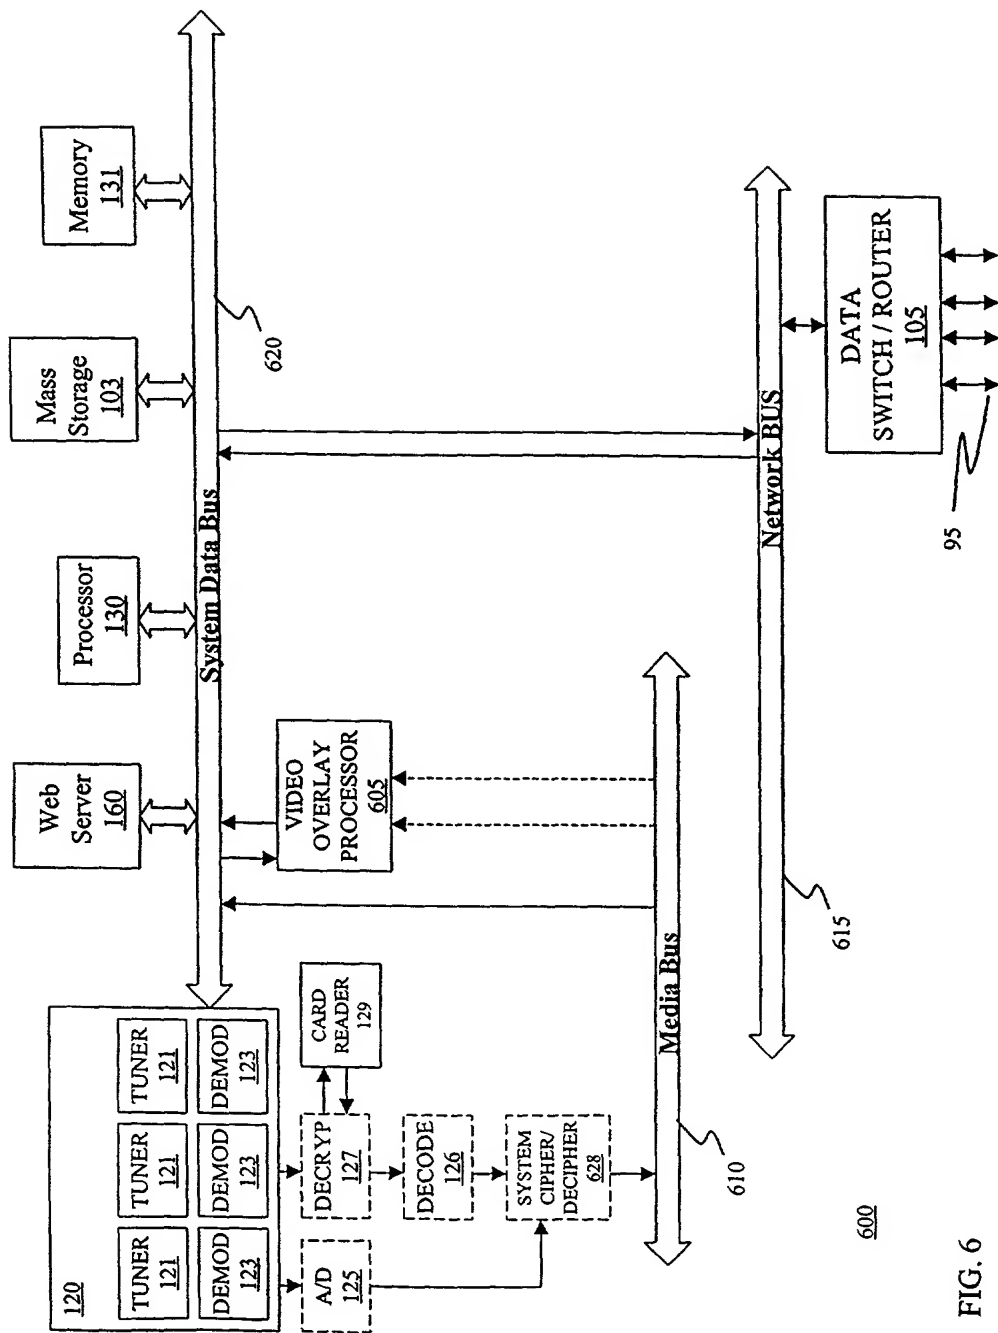 120
TUNER
121
TUNER
121
TUNER
121
DEMOD
123
DEMOD
123
DEMOD
123
A/D
125
DECRYP
127
CARD
READER
129
DECODE
126
SYSTEM
CIPHER/
DECIPHER
628
Web
Server
160
Processor
130
Mass
Storage
103
Memory
131
System Data Bus
620
VIDEO
OVERLAY
PROCESSOR
605
Media Bus
610
Network BUS
615
DATA
SWITCH / ROUTER
105
95
600
FIG. 6